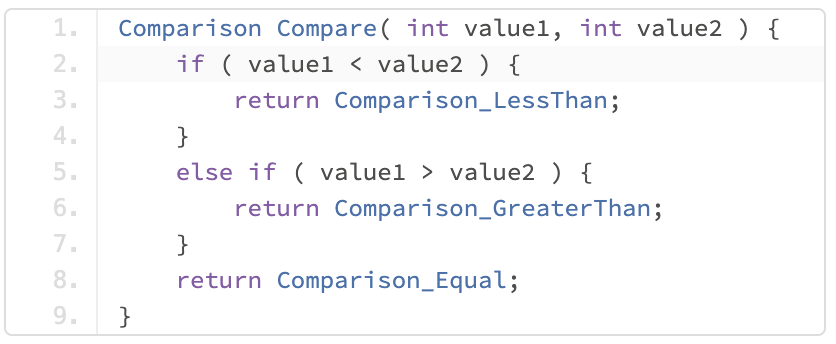 1. Comparison Compare( int value1, int value2 ) {
2.     if ( value1 < value2 ) {
3.         return Comparison_LessThan;
4.     }
5.     else if ( value1 > value2 ) {
6.         return Comparison_GreaterThan;
7.     }
8.     return Comparison_Equal;
9. }